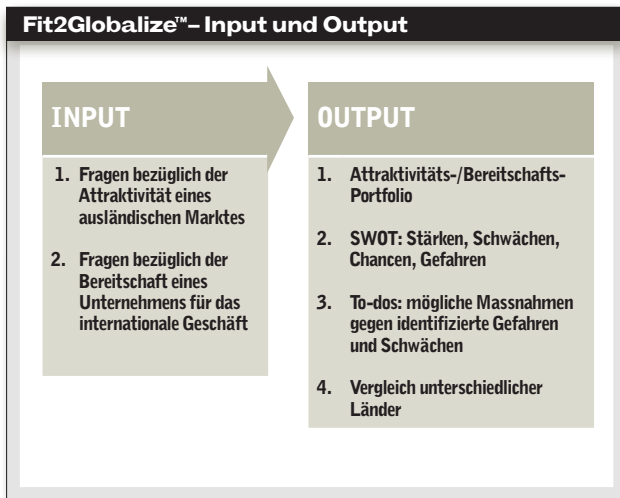 Fit2Globalize™– Input und Output
INPUT
1. Fragen bezüglich der
Attraktivität eines
ausländischen Marktes
2. Fragen bezüglich der
Bereitschaft eines
Unternehmens für das
internationale Geschäft
OUTPUT
1. Attraktivitäts-/Bereitschafts-
Portfolio
2. SWOT: Stärken, Schwächen,
Chancen, Gefahren
3. To-dos: mögliche Massnahmen
gegen identifizierte Gefahren
und Schwächen
4. Vergleich unterschiedlicher
Länder